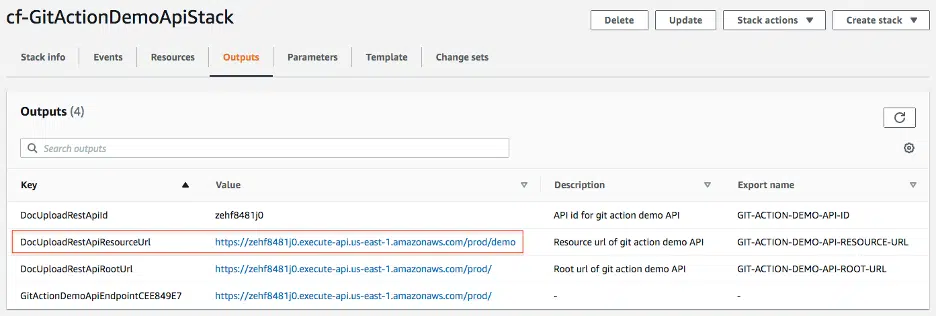 cf-GitActionDemoApiStack
Delete Update Stack actions Create stack
Stack info Events Resources Outputs Parameters Template Change sets
Outputs (4)
Search outputs
Key Value Description Export name
DocUploadRestApiId zehf8481j0 API id for git action demo API GIT-ACTION-DEMO-API-ID
DocUploadRestApiResourceUrl https://zehf8481j0.execute-api.us-east-1.amazonaws.com/prod/demo Resource url of git action demo API GIT-ACTION-DEMO-API-RESOURCE-URL
DocUploadRestApiRootUrl https://zehf8481j0.execute-api.us-east-1.amazonaws.com/prod/ Root url of git action demo API GIT-ACTION-DEMO-API-ROOT-URL
GitActionDemoApiEndpointCEE849E7 https://zehf8481j0.execute-api.us-east-1.amazonaws.com/prod/ - -